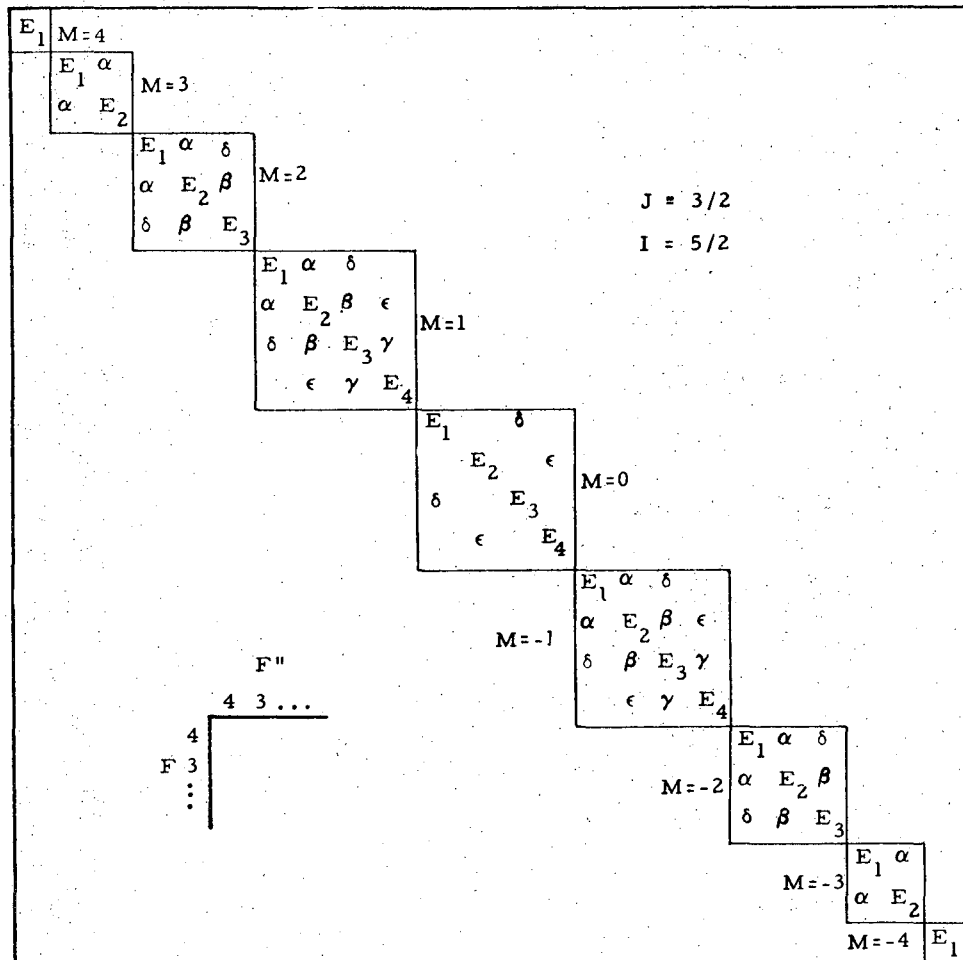 E₁ M=4
E₁ α
α E₂
M=3
E₁ α δ
α E₂ β
δ β E₃
M=2
J = 3/2
I = 5/2
E₁ α δ
α E₂ β ϵ
δ β E₃ γ
ϵ γ E₄
M=1
E₁ δ
E₂ ϵ
δ E₃
ϵ E₄
M=0
E₁ α δ
α E₂ β ϵ
δ β E₃ γ
ϵ γ E₄
M=-1
F"
4 3 ...
4
F 3
⋮
E₁ α δ
α E₂ β
δ β E₃
M=-2
E₁ α
α E₂
M=-3
M=-4 E₁